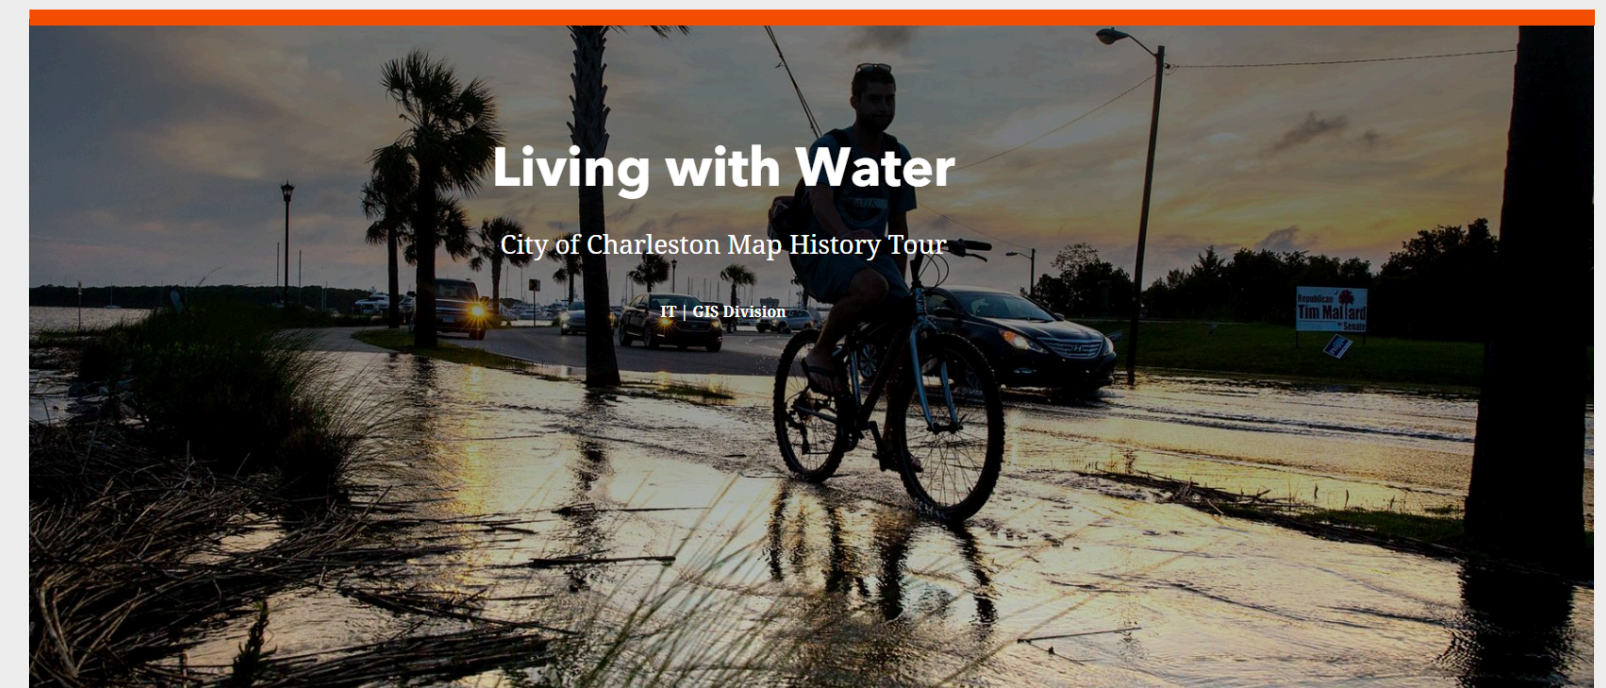 Living with Water
City of Charleston Map History Tour
IT | GIS Division
Republican
Tim Mallard
Senate